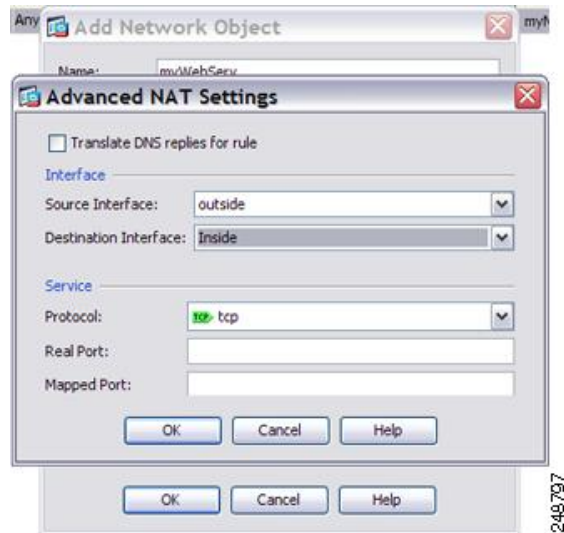 Any
Add Network Object
myN
Name: myWebServ
Advanced NAT Settings
Translate DNS replies for rule
Interface
Source Interface: outside
Destination Interface: Inside
Service
Protocol: TCP tcp
Real Port:
Mapped Port:
OK Cancel Help
OK Cancel Help
248797